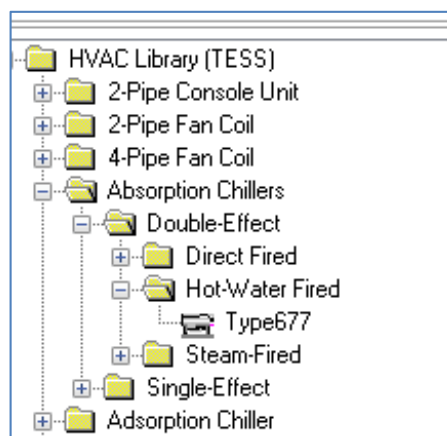 HVAC Library (TESS)
2-Pipe Console Unit
2-Pipe Fan Coil
4-Pipe Fan Coil
Absorption Chillers
Double-Effect
Direct Fired
Hot-Water Fired
Type677
Steam-Fired
Single-Effect
Adsorption Chiller